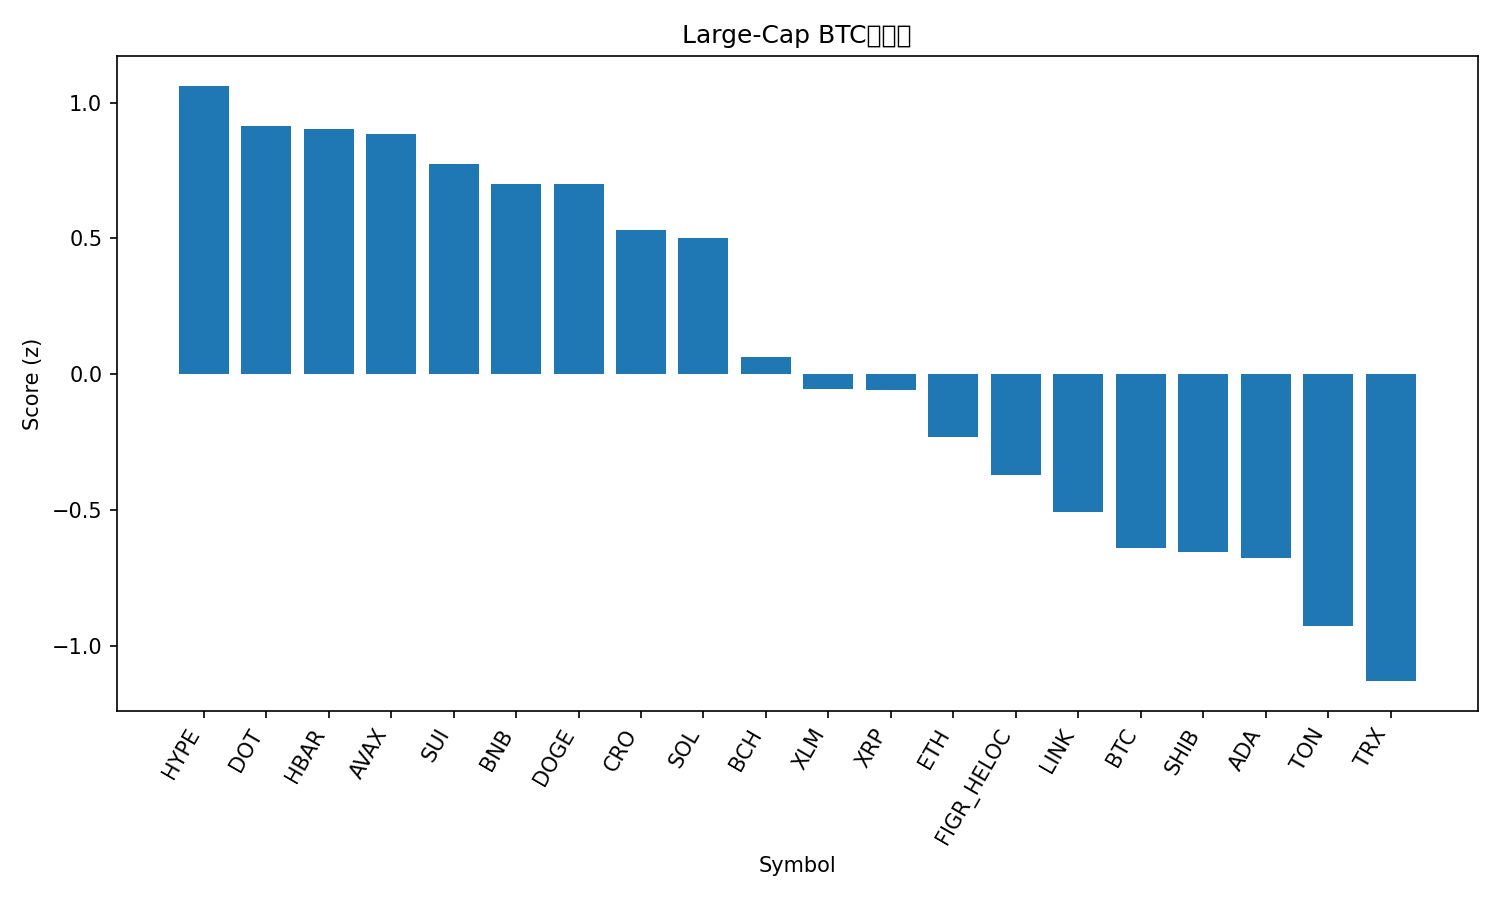 Large-Cap BTC
Score (z)
1.0
0.5
0.0
−0.5
−1.0
HYPE
DOT
HBAR
AVAX
SUI
BNB
DOGE
CRO
SOL
BCH
XLM
XRP
ETH
FIGR_HELOC
LINK
BTC
SHIB
ADA
TON
TRX
Symbol